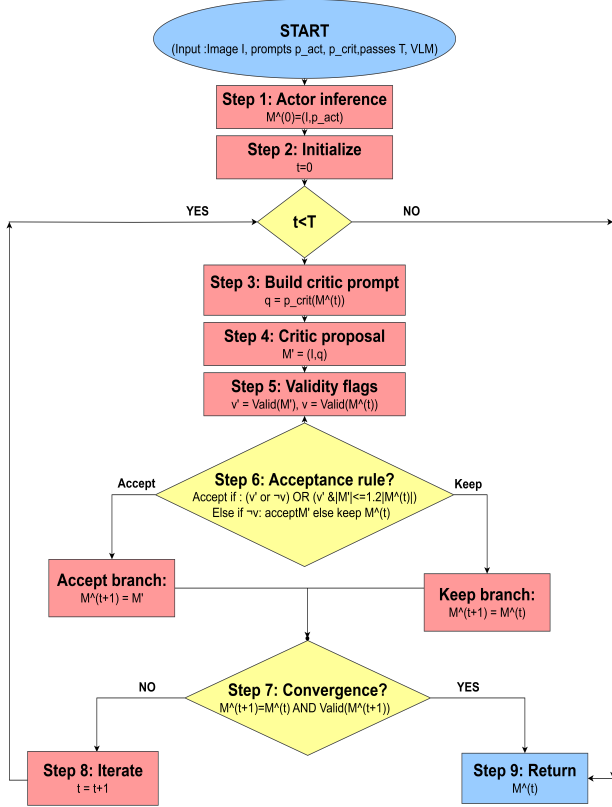 START
(Input :Image I, prompts p_act, p_crit,passes T, VLM)
Step 1: Actor inference
M^(0)=(I,p_act)
Step 2: Initialize
t=0
YES
t<T
NO
Step 3: Build critic prompt
q = p_crit(M^(t))
Step 4: Critic proposal
M' = (I,q)
Step 5: Validity flags
v' = Valid(M'), v = Valid(M^(t))
Accept
Step 6: Acceptance rule?
Keep
Accept if : (v' or ¬v) OR (v' &|M'|<=1.2|M^(t)|)
Else if ¬v: acceptM' else keep M^(t)
Accept branch:
M^(t+1) = M'
Keep branch:
M^(t+1) = M^(t)
NO
Step 7: Convergence?
YES
M^(t+1)=M^(t) AND Valid(M^(t+1))
Step 8: Iterate
t = t+1
Step 9: Return
M^(t)